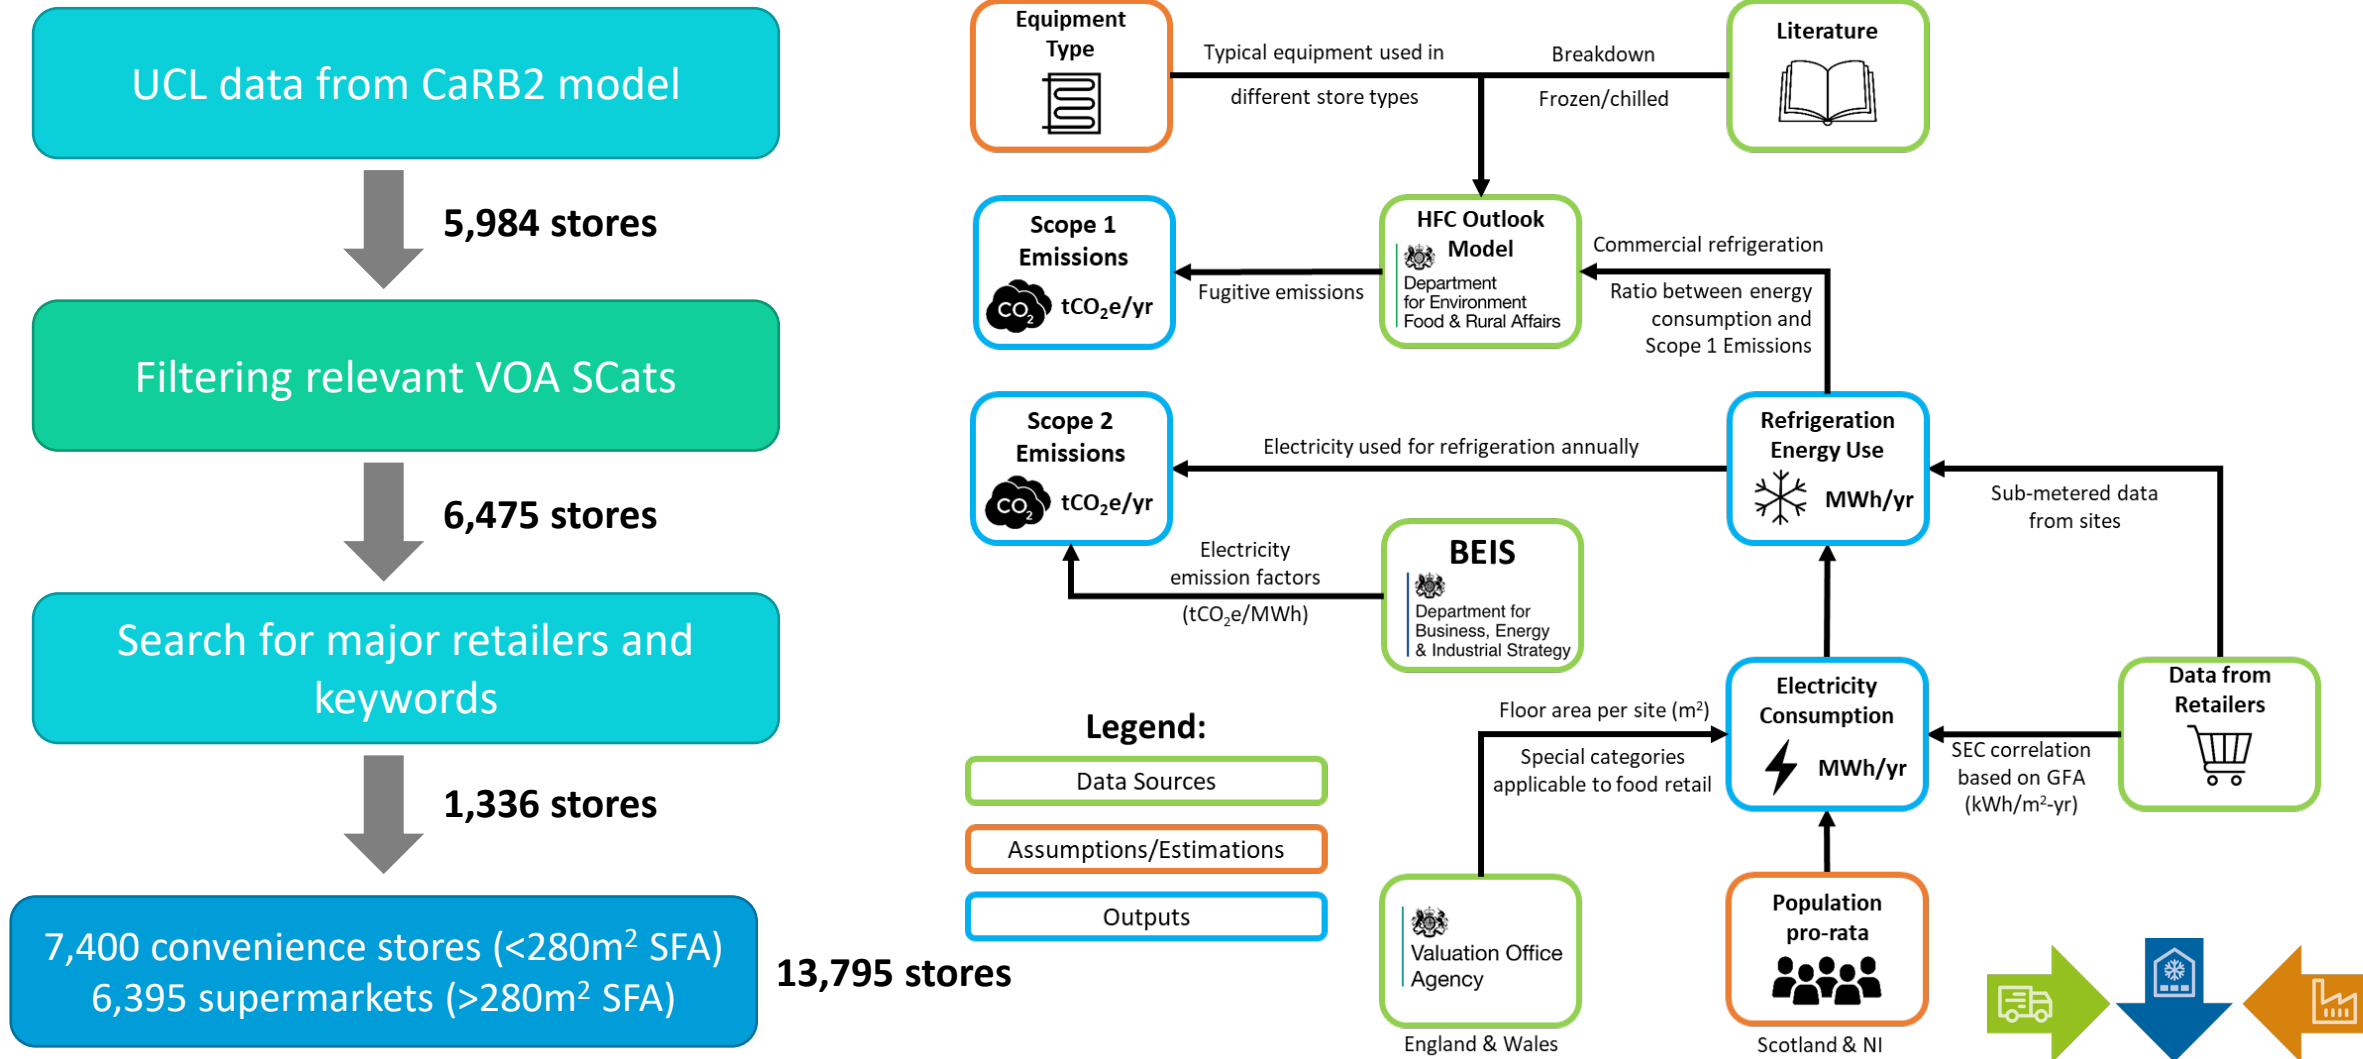 UCL data from CaRB2 model
5,984 stores
Filtering relevant VOA SCats
6,475 stores
Search for major retailers and
keywords
1,336 stores
7,400 convenience stores (<280m² SFA)
6,395 supermarkets (>280m² SFA)
13,795 stores
Equipment
Type
Typical equipment used in
different store types
Breakdown
Frozen/chilled
Literature
Scope 1
Emissions
CO₂
tCO₂e/yr
Fugitive emissions
HFC Outlook
Model
Department
for Environment
Food & Rural Affairs
Commercial refrigeration
Ratio between energy
consumption and
Scope 1 Emissions
Scope 2
Emissions
CO₂
tCO₂e/yr
Electricity used for refrigeration annually
Refrigeration
Energy Use
MWh/yr
Sub-metered data
from sites
Electricity
emission factors
(tCO₂e/MWh)
BEIS
Department for
Business, Energy
& Industrial Strategy
Legend:
Data Sources
Assumptions/Estimations
Outputs
Floor area per site (m²)
Special categories
applicable to food retail
Electricity
Consumption
MWh/yr
SEC correlation
based on GFA
(kWh/m²-yr)
Data from
Retailers
Valuation Office
Agency
England & Wales
Population
pro-rata
Scotland & NI